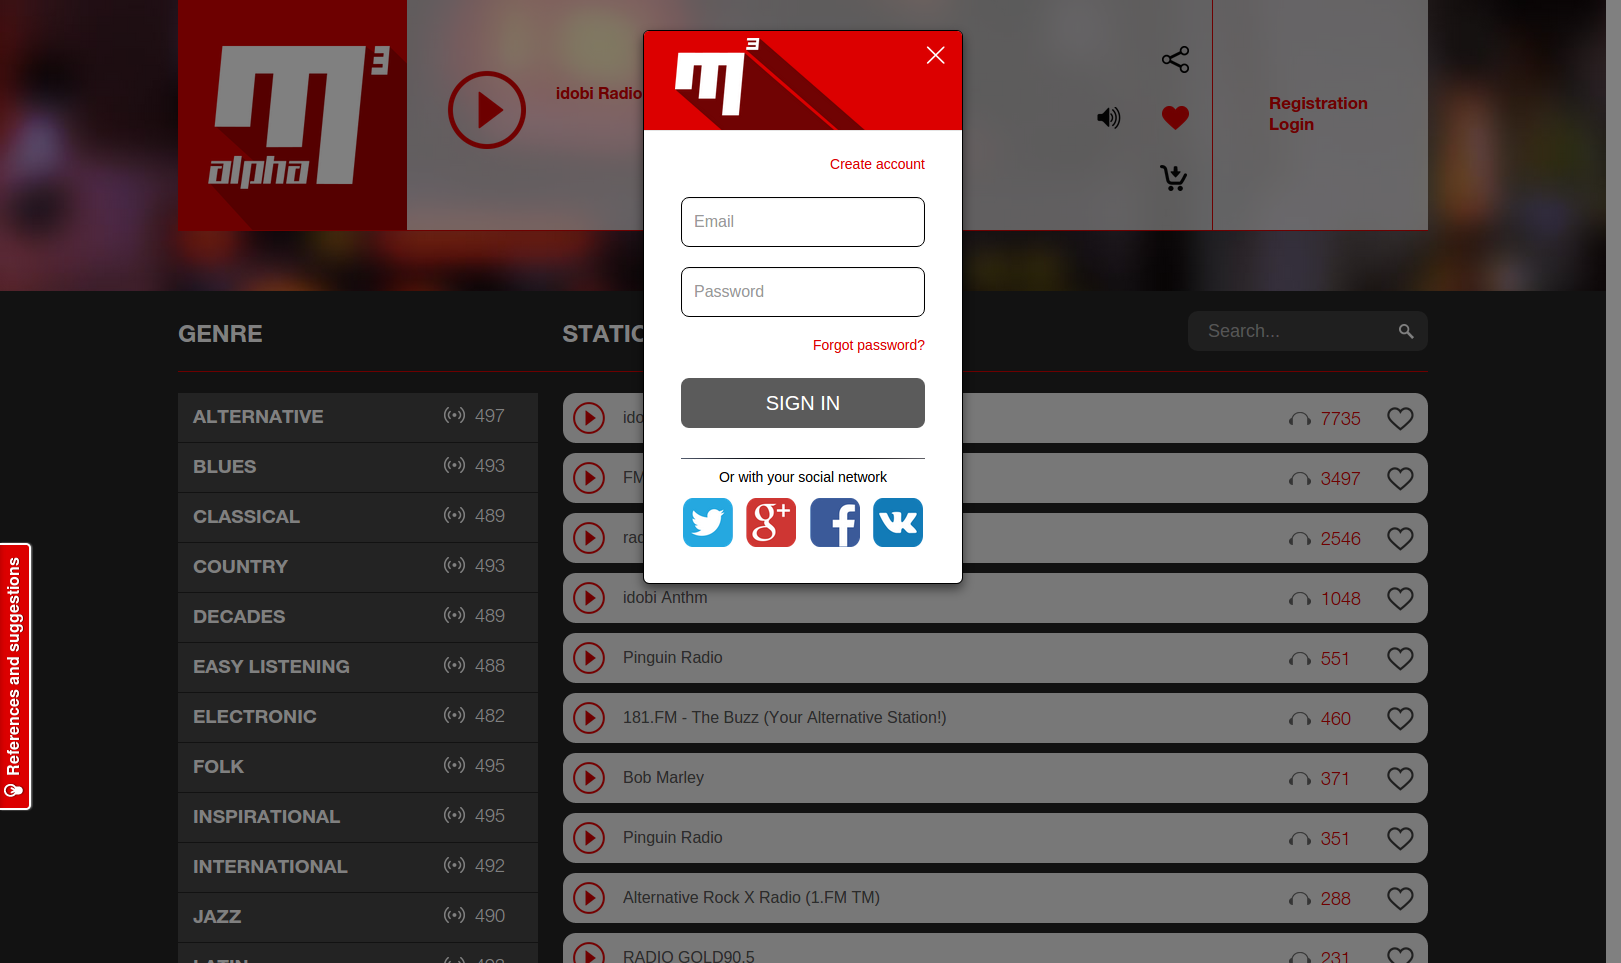 m3
alpha
idobi Radio
Registration
Login
m3
Create account
Email
Password
Forgot password?
SIGN IN
Or with your social network
g+
f
GENRE
Search...
ALTERNATIVE 497
BLUES 493
CLASSICAL 489
COUNTRY 493
DECADES 489
EASY LISTENING 488
ELECTRONIC 482
FOLK 495
INSPIRATIONAL 495
INTERNATIONAL 492
JAZZ 490
LATIN
7735
FM 3497
2546
idobi Anthm 1048
Pinguin Radio 551
181.FM - The Buzz (Your Alternative Station!) 460
Bob Marley 371
Pinguin Radio 351
Alternative Rock X Radio (1.FM TM) 288
RADIO GOLD90.5 231
References and suggestions